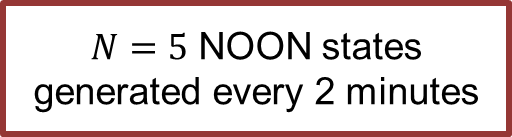 N = 5 NOON states
generated every 2 minutes